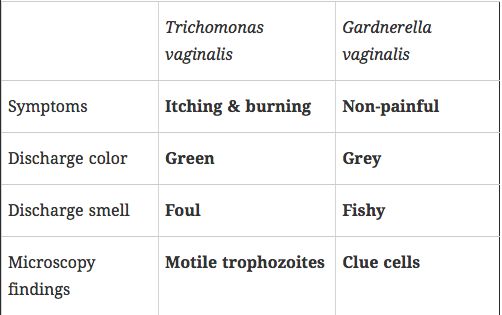 Trichomonas Gardnerella
vaginalis vaginalis
Symptoms Itching & burning Non-painful
Discharge color Green Grey
Discharge smell Foul Fishy
Microscopy Motile trophozoites Clue cells
findings